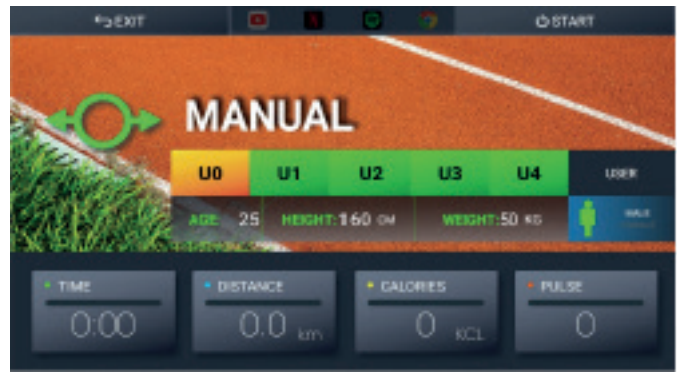 EXIT
START
MANUAL
U0 U1 U2 U3 U4 USER
AGE: 25 HEIGHT:160 CM WEIGHT:50 KG MALE
TIME DISTANCE CALORIES PULSE
0:00 0.0 km 0 KCL 0